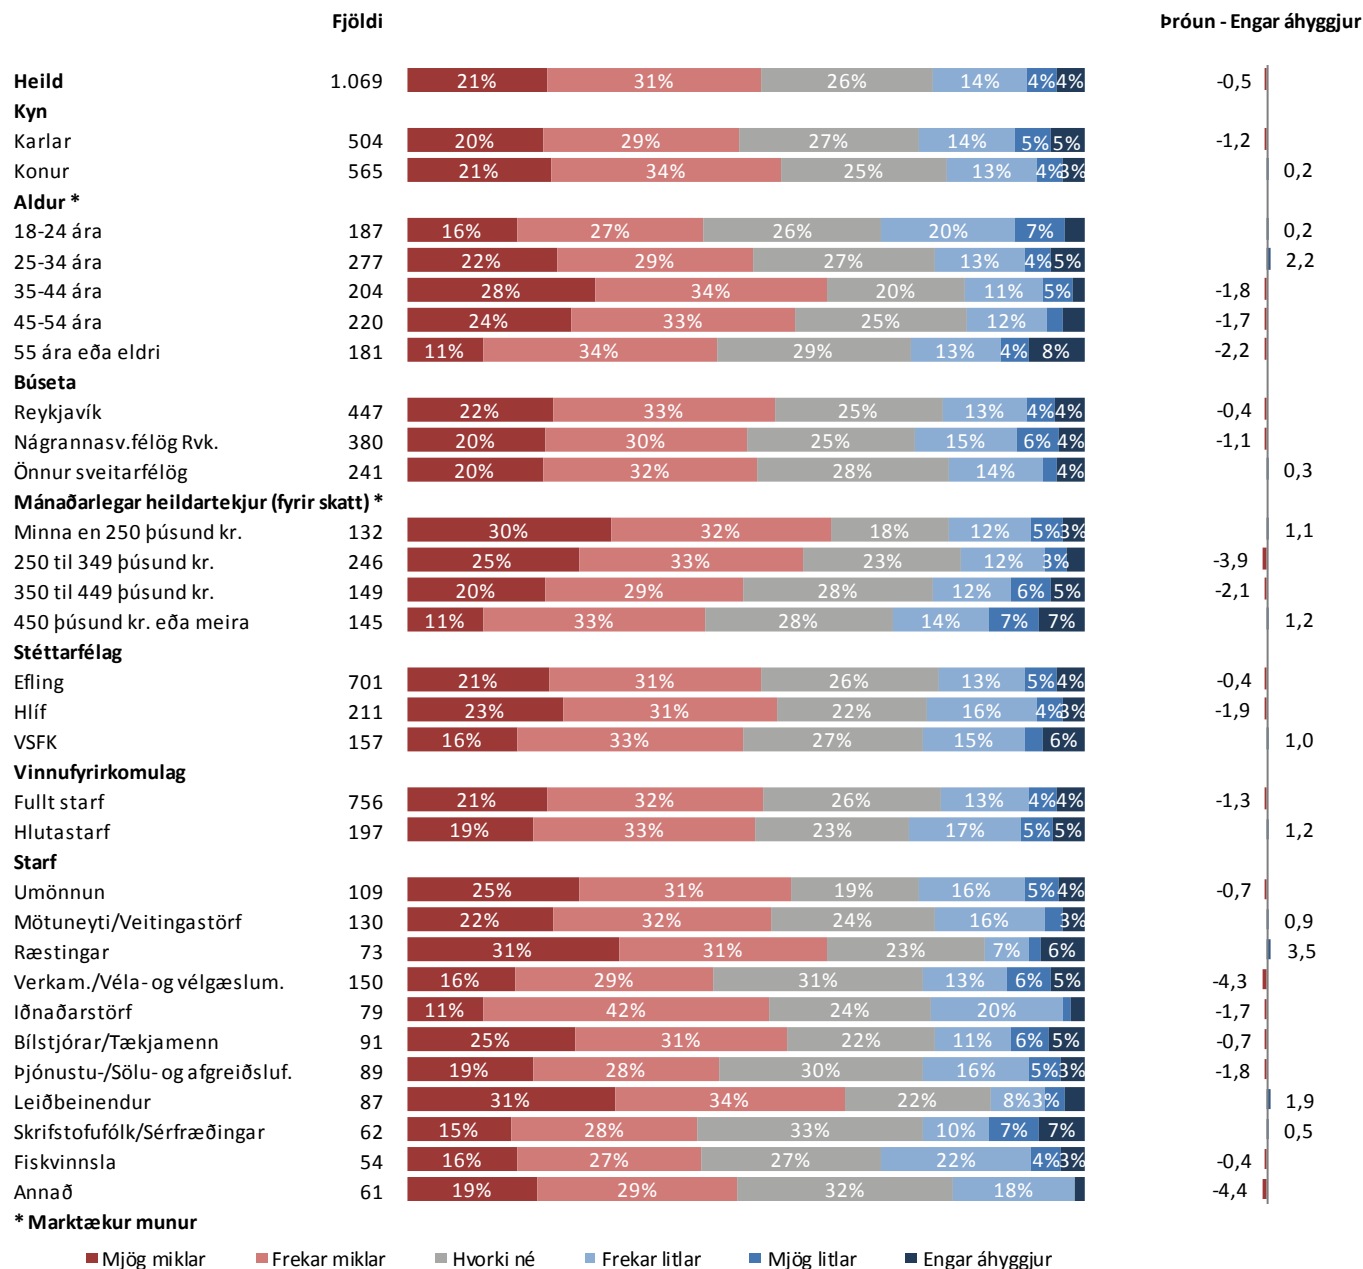 Fjöldi Þróun - Engar áhyggjur
Heild 1.069 21% 31% 26% 14% 4% 4% -0,5
Kyn
Karlar 504 20% 29% 27% 14% 5% 5% -1,2
Konur 565 21% 34% 25% 13% 4% 3% 0,2
Aldur *
18-24 ára 187 16% 27% 26% 20% 7% 0,2
25-34 ára 277 22% 29% 27% 13% 4% 5% 2,2
35-44 ára 204 28% 34% 20% 11% 5% -1,8
45-54 ára 220 24% 33% 25% 12% -1,7
55 ára eða eldri 181 11% 34% 29% 13% 4% 8% -2,2
Búseta
Reykjavík 447 22% 33% 25% 13% 4% 4% -0,4
Nágrannasv.félög Rvk. 380 20% 30% 25% 15% 6% 4% -1,1
Önnur sveitarfélög 241 20% 32% 28% 14% 4% 0,3
Mánaðarlegar heildartekjur (fyrir skatt) *
Minna en 250 þúsund kr. 132 30% 32% 18% 12% 5% 3% 1,1
250 til 349 þúsund kr. 246 25% 33% 23% 12% 3% -3,9
350 til 449 þúsund kr. 149 20% 29% 28% 12% 6% 5% -2,1
450 þúsund kr. eða meira 145 11% 33% 28% 14% 7% 7% 1,2
Stéttarfélag
Efling 701 21% 31% 26% 13% 5% 4% -0,4
Hlíf 211 23% 31% 22% 16% 4% 3% -1,9
VSFK 157 16% 33% 27% 15% 6% 1,0
Vinnufyrirkomulag
Fullt starf 756 21% 32% 26% 13% 4% 4% -1,3
Hlutastarf 197 19% 33% 23% 17% 5% 5% 1,2
Starf
Umönnun 109 25% 31% 19% 16% 5% 4% -0,7
Mötuneyti/Veitingastörf 130 22% 32% 24% 16% 3% 0,9
Ræstingar 73 31% 31% 23% 7% 6% 3,5
Verkam./Véla- og vélgæslum. 150 16% 29% 31% 13% 6% 5% -4,3
Iðnaðarstörf 79 11% 42% 24% 20% -1,7
Bílstjórar/Tækjamenn 91 25% 31% 22% 11% 6% 5% -0,7
Þjónustu-/Sölu- og afgreiðsluf. 89 19% 28% 30% 16% 5% 3% -1,8
Leiðbeinendur 87 31% 34% 22% 8% 3% 1,9
Skrifstofufólk/Sérfræðingar 62 15% 28% 33% 10% 7% 7% 0,5
Fiskvinnsla 54 16% 27% 27% 22% 4% 3% -0,4
Annað 61 19% 29% 32% 18% -4,4
* Marktækur munur
Mjög miklar Frekar miklar Hvorki né Frekar litlar Mjög litlar Engar áhyggjur